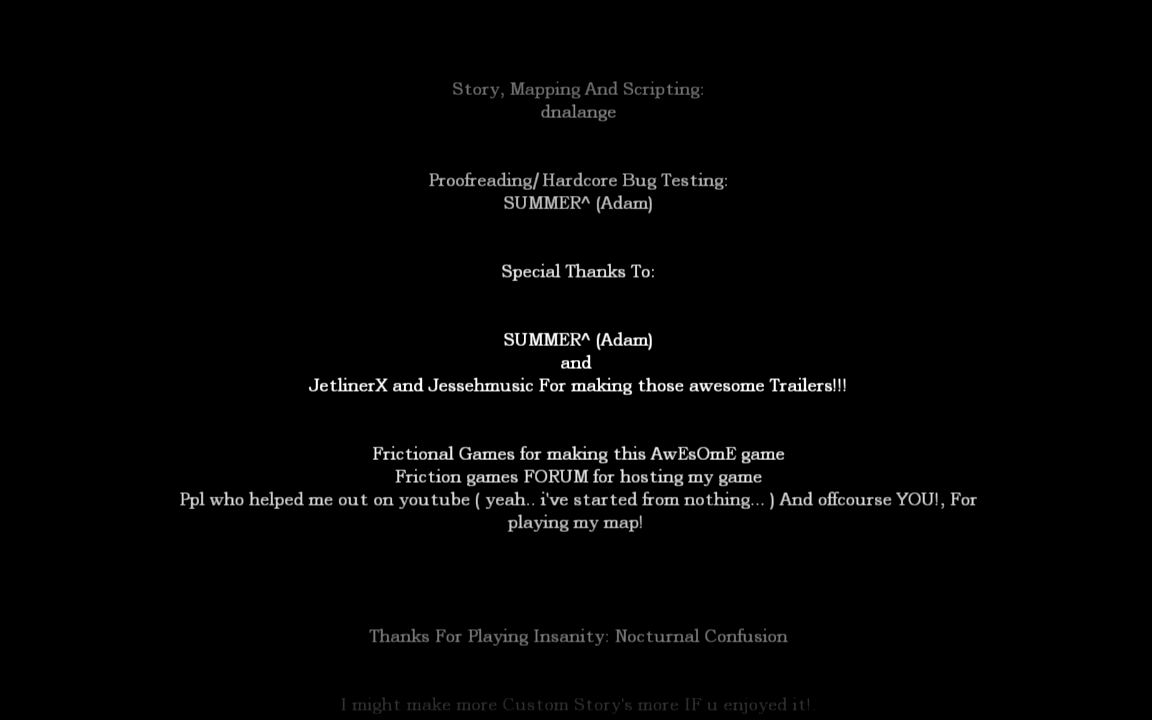 Story, Mapping And Scripting:
dnalange
Proofreading/Hardcore Bug Testing:
SUMMER^ (Adam)
Special Thanks To:
SUMMER^ (Adam)
and
JetlinerX and Jessehmusic For making those awesome Trailers!!!
Frictional Games for making this AwEsOmE game
Friction games FORUM for hosting my game
Ppl who helped me out on youtube ( yeah.. i've started from nothing... ) And offcourse YOU!, For
playing my map!
Thanks For Playing Insanity: Nocturnal Confusion
I might make more Custom Story's more IF u enjoyed it!.